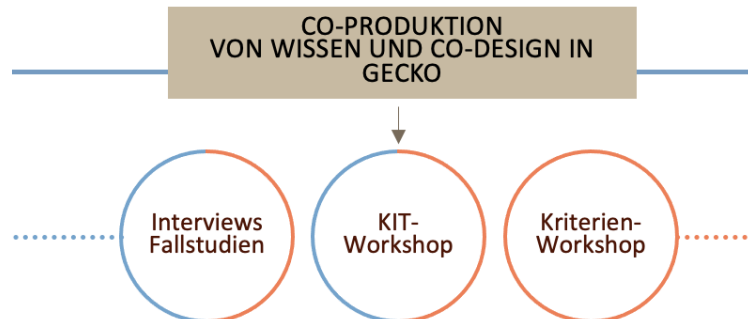 CO-PRODUKTION
VON WISSEN UND CO-DESIGN IN
GECKO
Interviews
Fallstudien
KIT-
Workshop
Kriterien-
Workshop